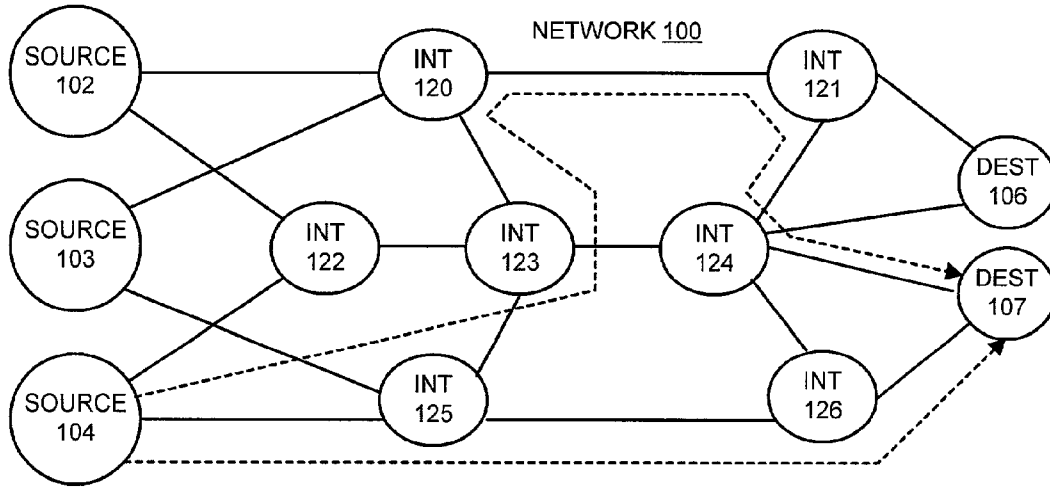 NETWORK 100
SOURCE
102
INT
120
INT
121
DEST
106
SOURCE
103
INT
122
INT
123
INT
124
DEST
107
SOURCE
104
INT
125
INT
126